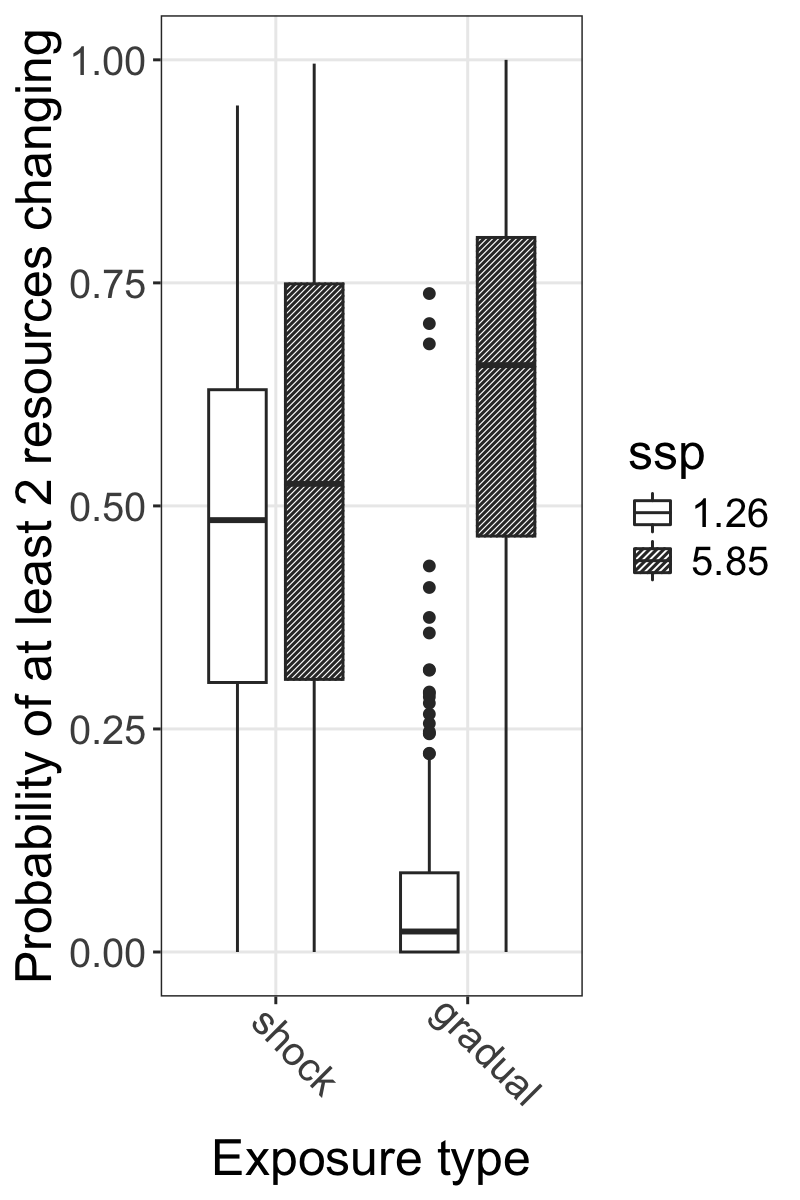 Probability of at least 2 resources changing
1.00
0.75
0.50
0.25
0.00
shock
gradual
Exposure type
ssp
1.26
5.85